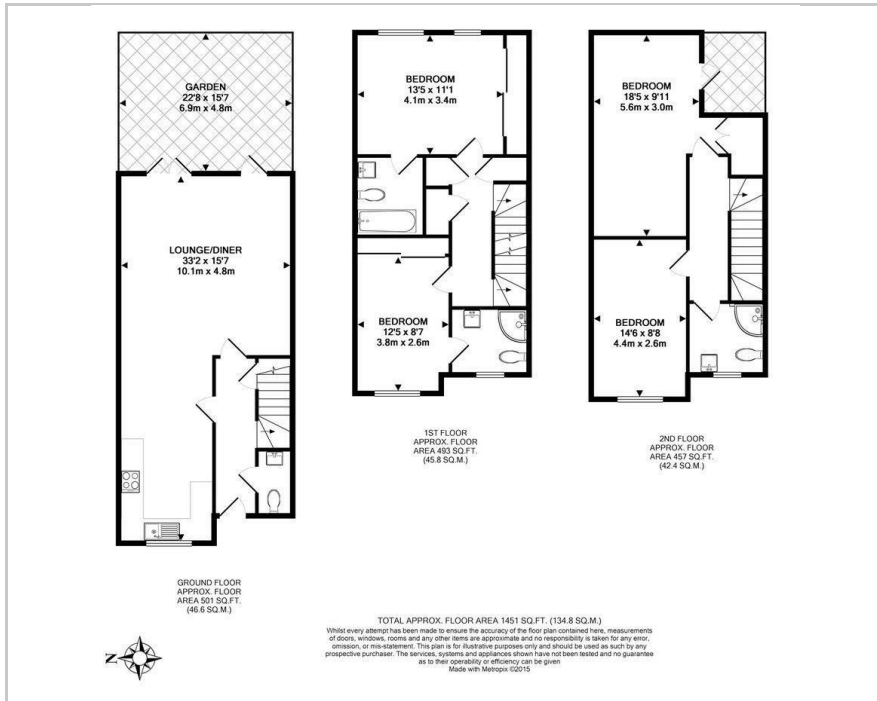 GARDEN
22'8 x 15'7
6.9m x 4.8m
LOUNGE/DINER
33'2 x 15'7
10.1m x 4.8m
GROUND FLOOR
APPROX. FLOOR
AREA 501 SQ.FT.
(46.6 SQ.M.)
BEDROOM
13'5 x 11'1
4.1m x 3.4m
BEDROOM
12'5 x 8'7
3.8m x 2.6m
1ST FLOOR
APPROX. FLOOR
AREA 493 SQ.FT.
(45.8 SQ.M.)
BEDROOM
18'5 x 9'11
5.6m x 3.0m
BEDROOM
14'6 x 8'8
4.4m x 2.6m
2ND FLOOR
APPROX. FLOOR
AREA 457 SQ.FT.
(42.4 SQ.M.)
TOTAL APPROX. FLOOR AREA 1451 SQ.FT. (134.8 SQ.M.)
Whilst every attempt has been made to ensure the accuracy of the floor plan contained here, measurements
of doors, windows, rooms and any other items are approximate and no responsibility is taken for any error,
omission, or mis-statement. This plan is for illustrative purposes only and should be used as such by any
prospective purchaser. The services, systems and appliances shown have not been tested and no guarantee
as to their operability or efficiency can be given
Made with Metropix ©2015
N